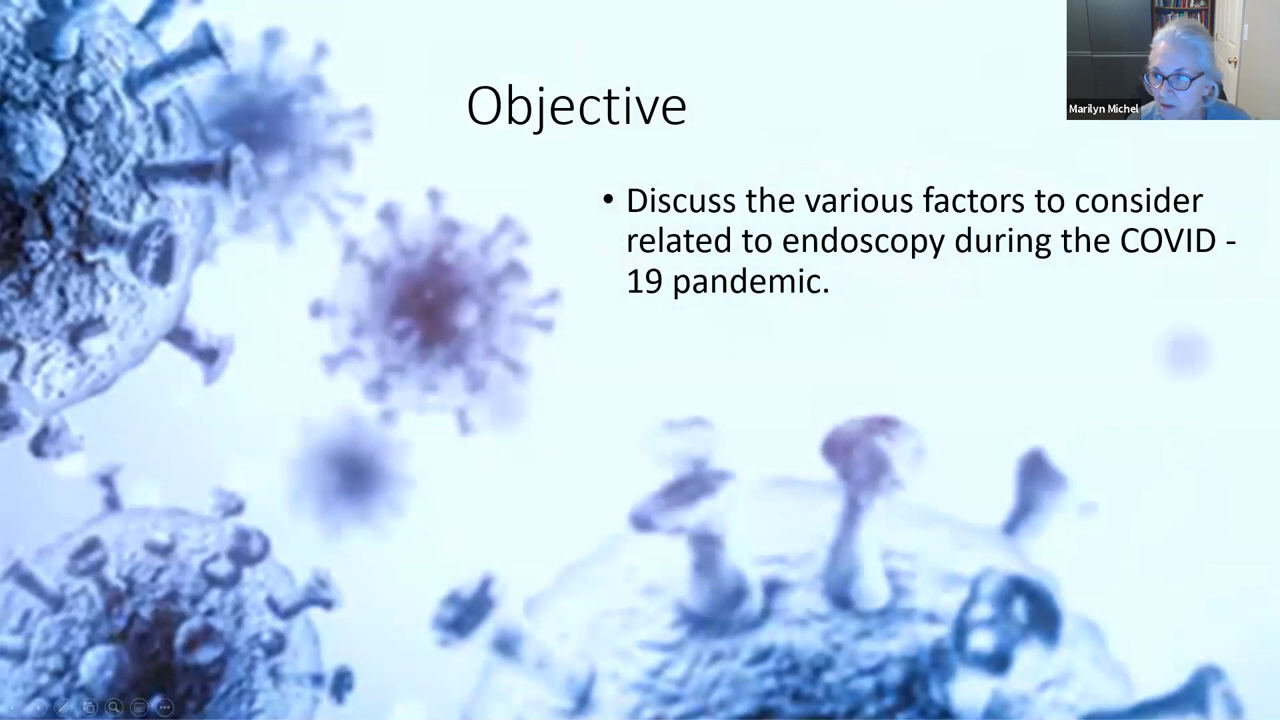 Objective
Marilyn Michel
• Discuss the various factors to consider
related to endoscopy during the COVID -
19 pandemic.